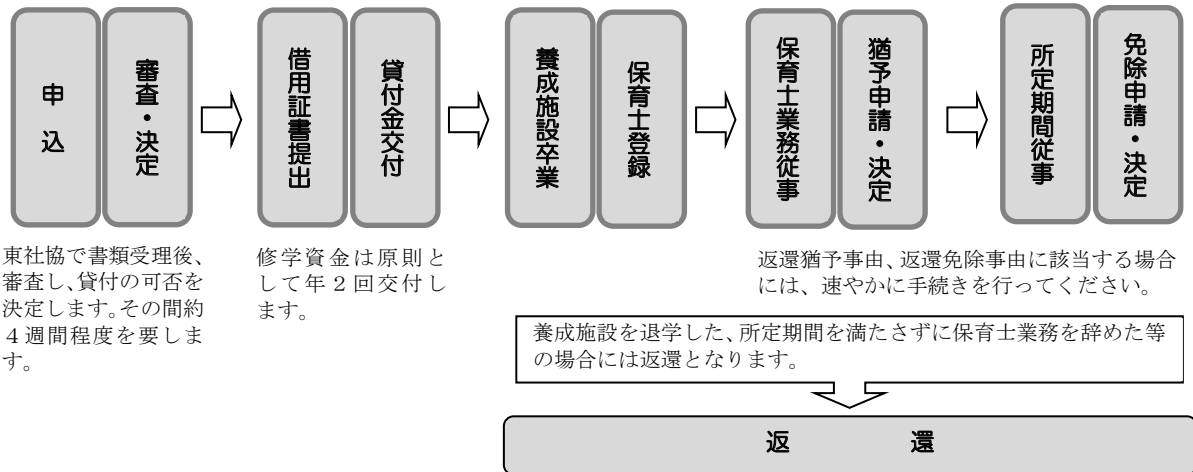 申込
審査・決定
借用証書提出
貸付金交付
養成施設卒業
保育士登録
保育士業務従事
猶予申請・決定
所定期間従事
免除申請・決定
東社協で書類受理後、
審査し、貸付の可否を
決定します。その間約
４週間程度を要しま
す。
修学資金は原則と
して年２回交付し
ます。
返還猶予事由、返還免除事由に該当する場合
には、速やかに手続きを行ってください。
養成施設を退学した、所定期間を満たさずに保育士業務を辞めた等
の場合には返還となります。
返還